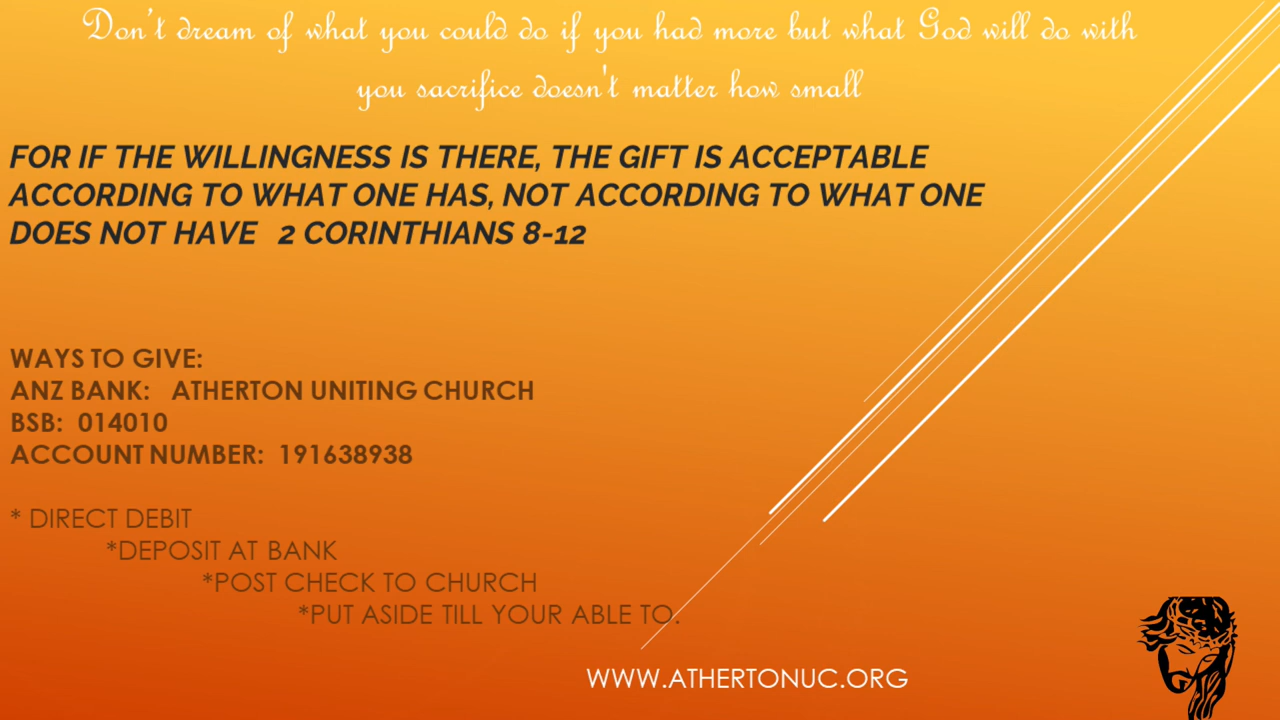 Don't dream of what you could do if you had more but what God will do with
you sacrifice doesn't matter how small
FOR IF THE WILLINGNESS IS THERE, THE GIFT IS ACCEPTABLE
ACCORDING TO WHAT ONE HAS, NOT ACCORDING TO WHAT ONE
DOES NOT HAVE 2 CORINTHIANS 8-12
WAYS TO GIVE:
ANZ BANK: ATHERTON UNITING CHURCH
BSB: 014010
ACCOUNT NUMBER: 191638938
* DIRECT DEBIT
*DEPOSIT AT BANK
*POST CHECK TO CHURCH
*PUT ASIDE TILL YOUR ABLE TO.
WWW.ATHERTONUC.ORG